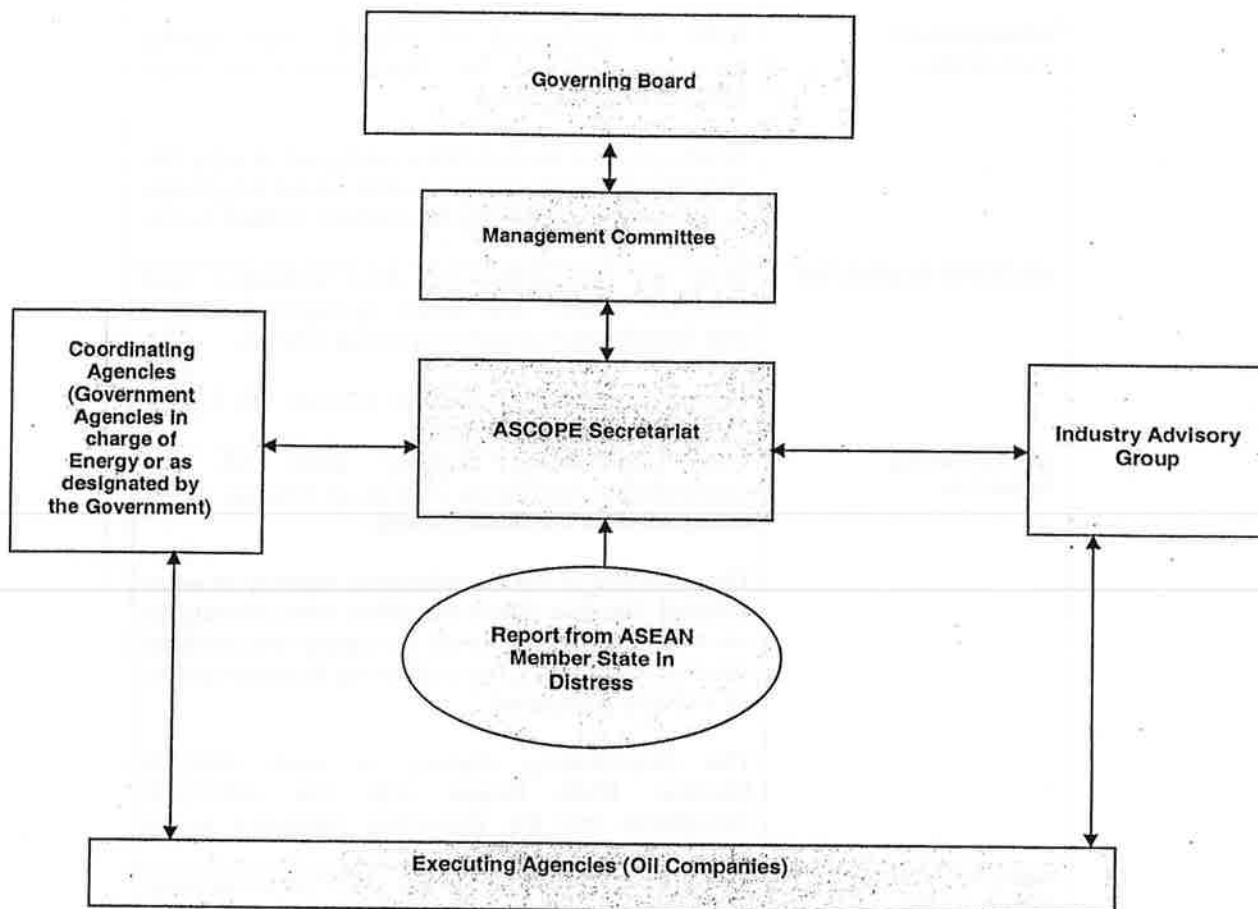 Governing Board
Management Committee
Coordinating
Agencies
(Government
Agencies in
charge of
Energy or as
designated by
the Government)
ASCOPE Secretariat
Industry Advisory
Group
Report from ASEAN
Member State in
Distress
Executing Agencies (Oil Companies)